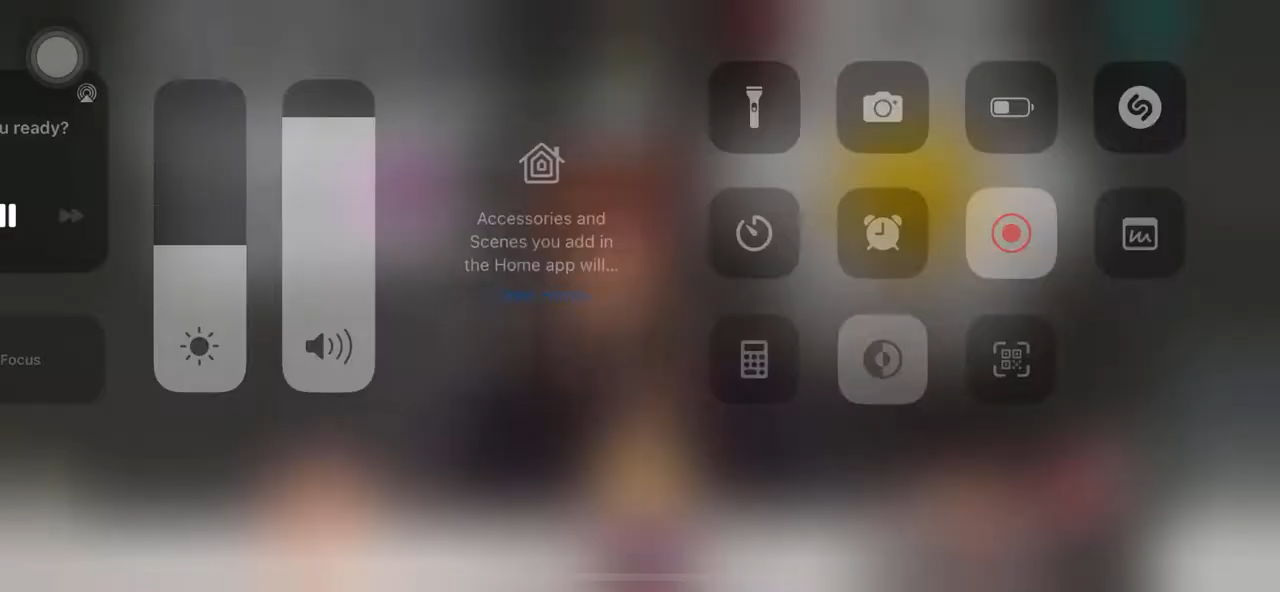 u ready?
Focus
Accessories and
Scenes you add in
the Home app will...